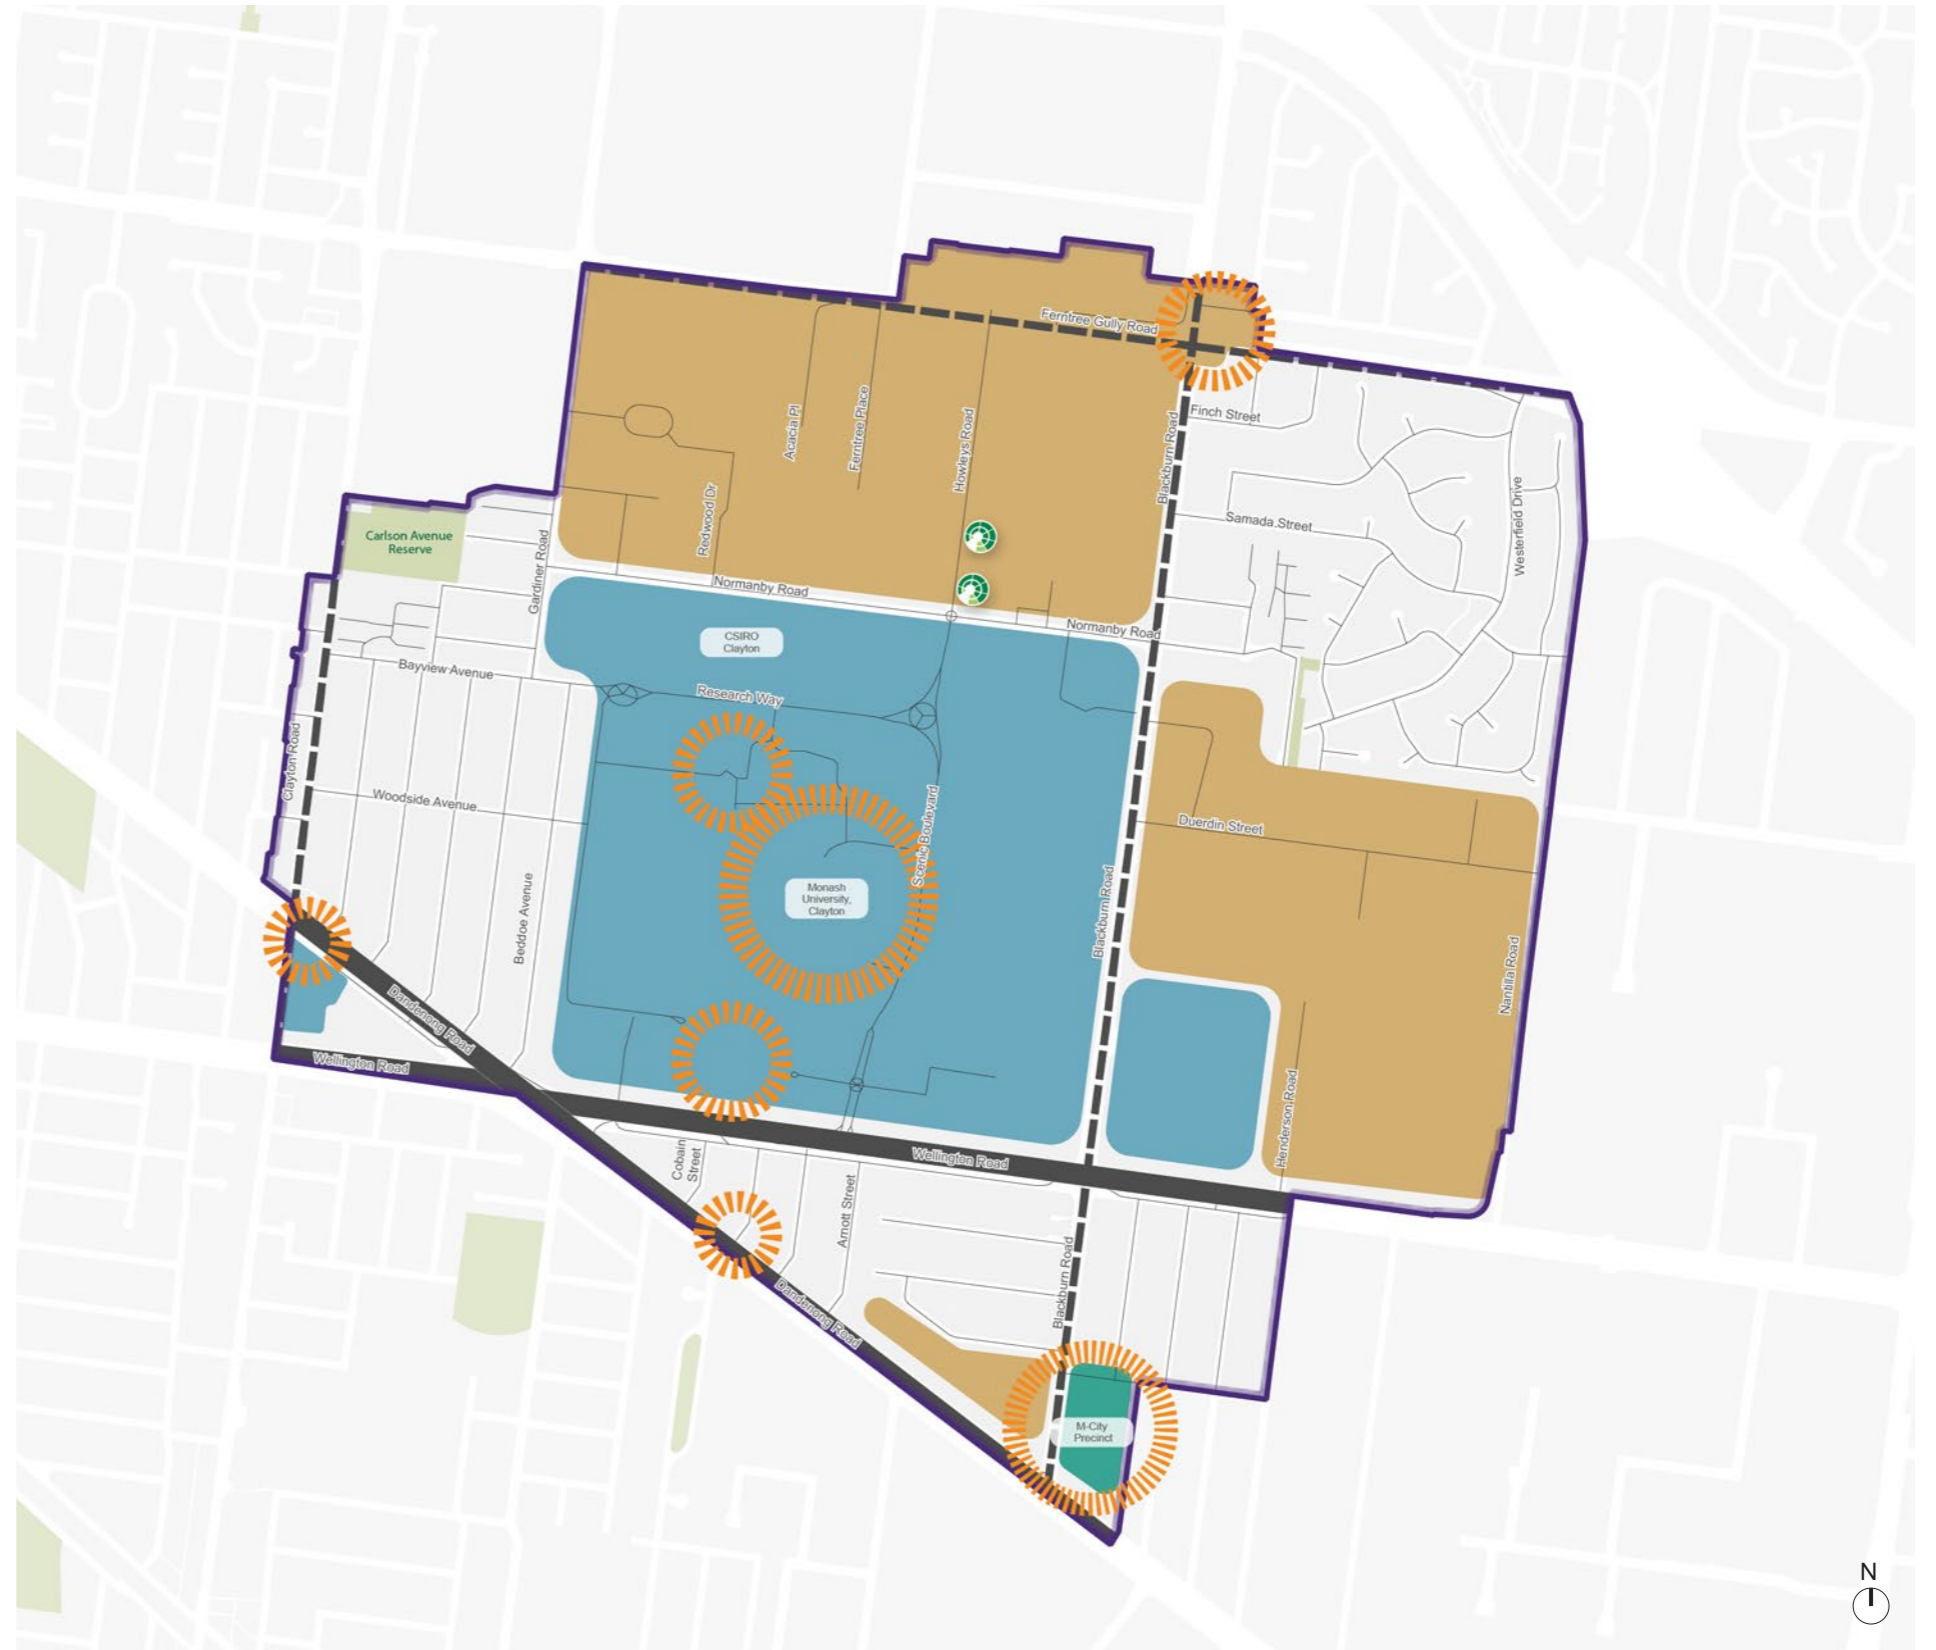 Ferntree Gully Road
Finch Street
Acacia Pl
Ferntree Place
Howleys Road
Blackburn Road
Westerfield Drive
Redwood Dr
Samada Street
Carlson Avenue
Reserve
Gardiner Road
Normanby Road
Normanby Road
CSIRO
Clayton
Bayview Avenue
Research Way
Clayton Road
Woodside Avenue
Scenic Boulevard
Duerdin Street
Monash
University,
Clayton
Beddoe Avenue
Blackburn Road
Nantilla Road
Dandenong Road
Wellington Road
Henderson Road
Cobain
Street
Wellington Road
Arnott Street
Blackburn Road
Dandenong Road
M-City
Precinct
N